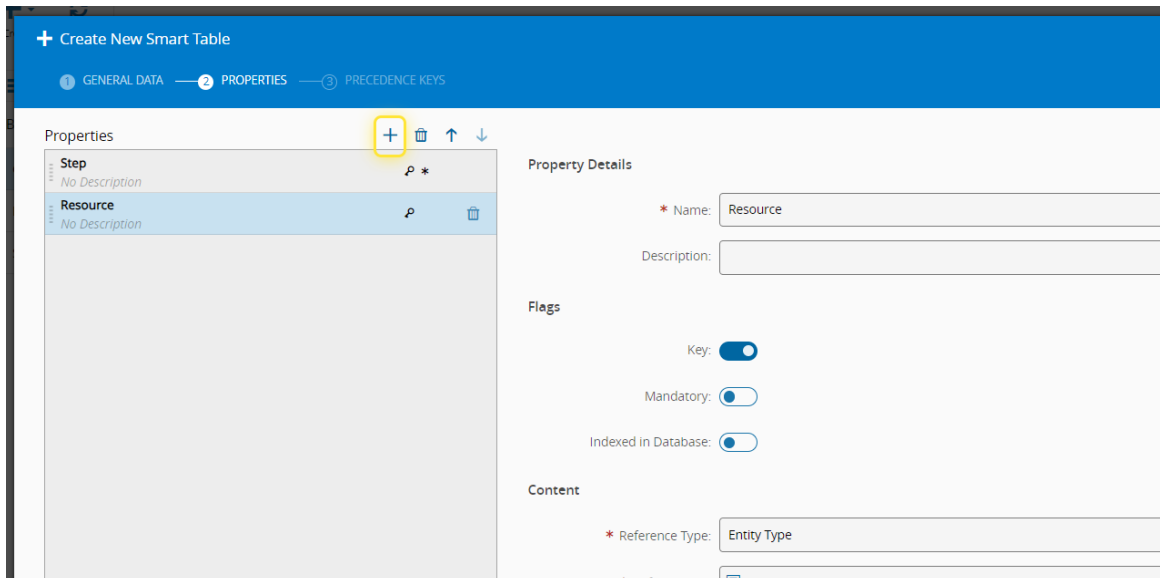 Create New Smart Table
1 GENERAL DATA 2 PROPERTIES 3 PRECEDENCE KEYS
Properties
Step
*
No Description
Resource
No Description
Property Details
* Name: Resource
Description:
Flags
Key:
Mandatory:
Indexed in Database:
Content
* Reference Type: Entity Type